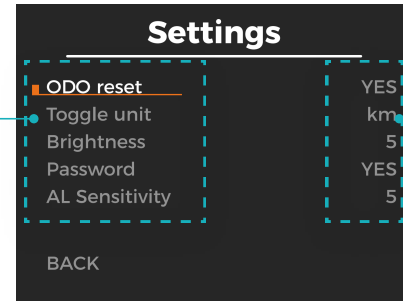 Settings
ODO reset YES
Toggle unit km
Brightness 5
Password YES
AL Sensitivity 5
BACK